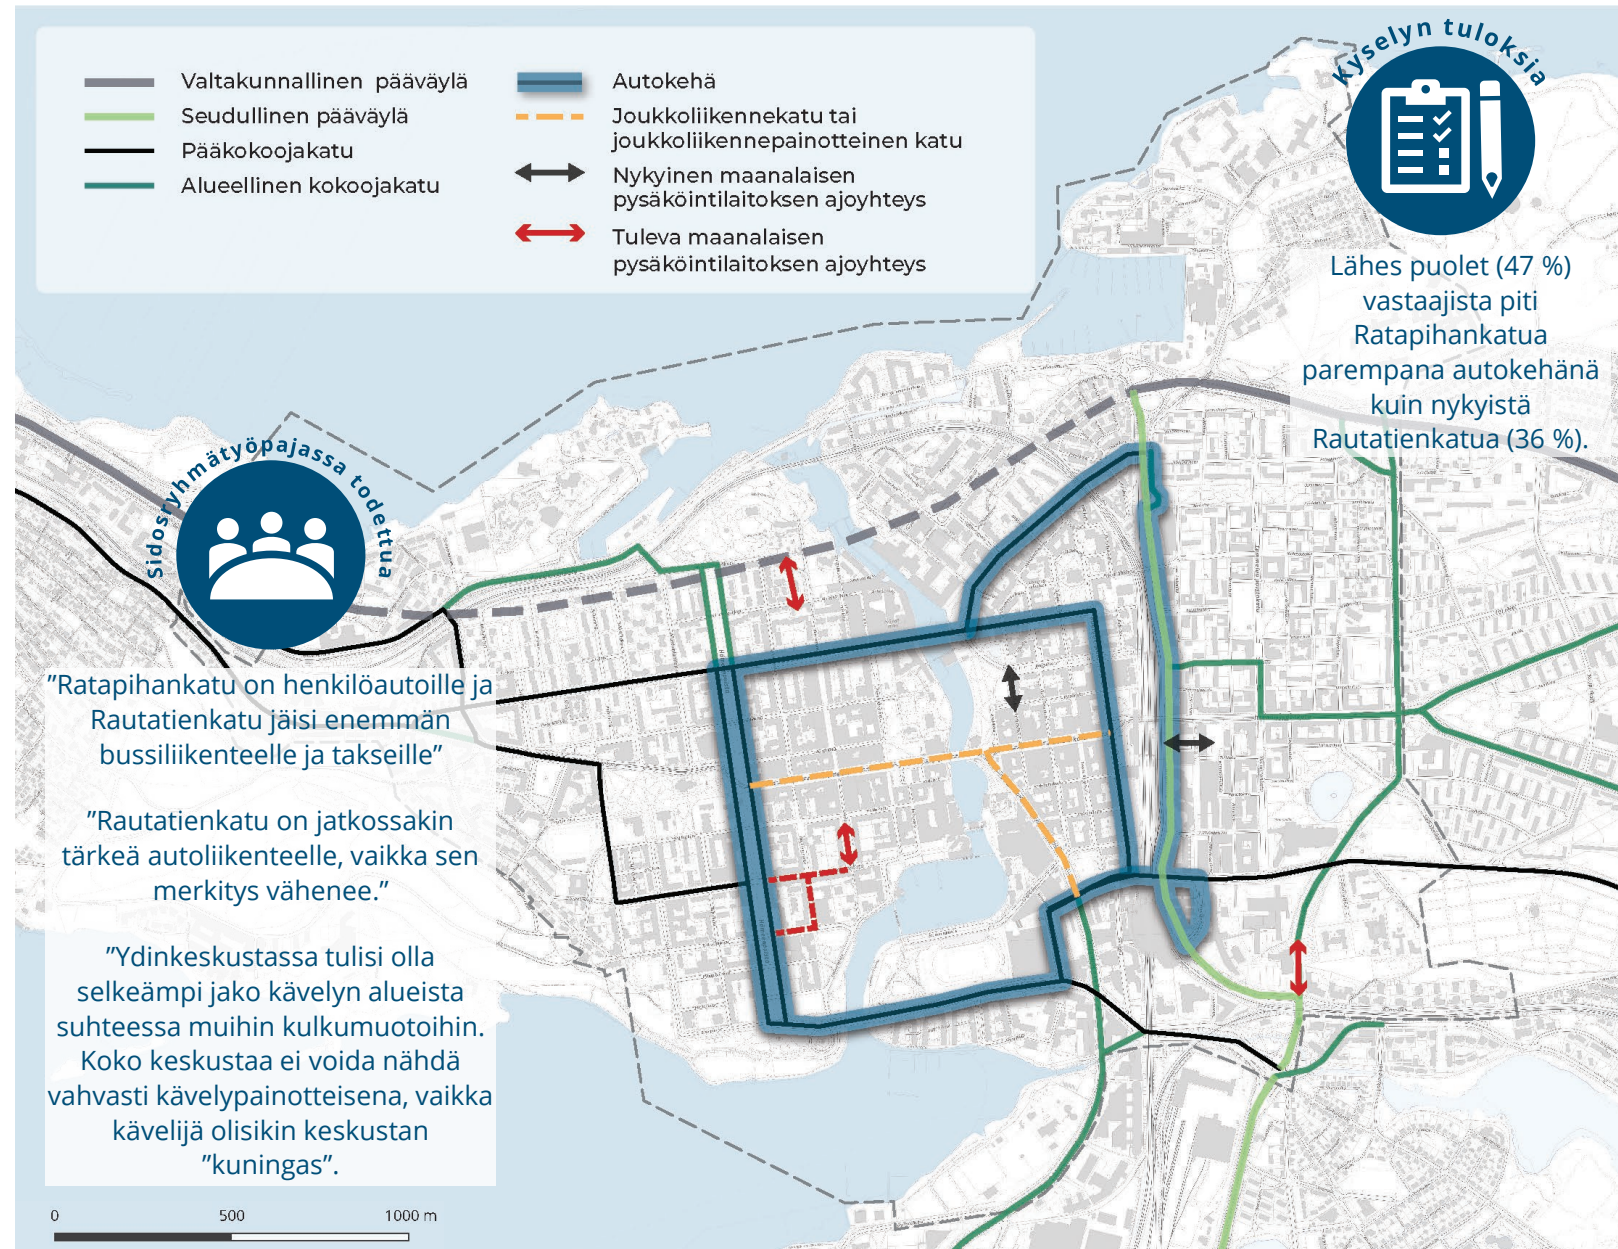 Valtakunnallinen pääväylä
Seudullinen pääväylä
Pääkokoojakatu
Alueellinen kokoojakatu
Autokehä
Joukkoliikennekatu tai
joukkoliikennepainotteinen katu
Nykyinen maanalaisen
pysäköintilaitoksen ajoyhteys
Tuleva maanalaisen
pysäköintilaitoksen ajoyhteys
Kyselyn tuloksia
Lähes puolet (47 %)
vastaajista piti
Ratapihankatua
parempana autokehänä
kuin nykyistä
Rautatienkatua (36 %).
Sidosryhmätyöpajassa todettua
"Ratapihankatu on henkilöautoille ja
Rautatienkatu jäisi enemmän
bussiliikenteelle ja takseille"
"Rautatienkatu on jatkossakin
tärkeä autoliikenteelle, vaikka sen
merkitys vähenee."
"Ydinkeskustassa tulisi olla
selkeämpi jako kävelyn alueista
suhteessa muihin kulkumuotoihin.
Koko keskustaa ei voida nähdä
vahvasti kävelypainotteisena, vaikka
kävelijä olisikin keskustan
"kuningas".
0 500 1000 m